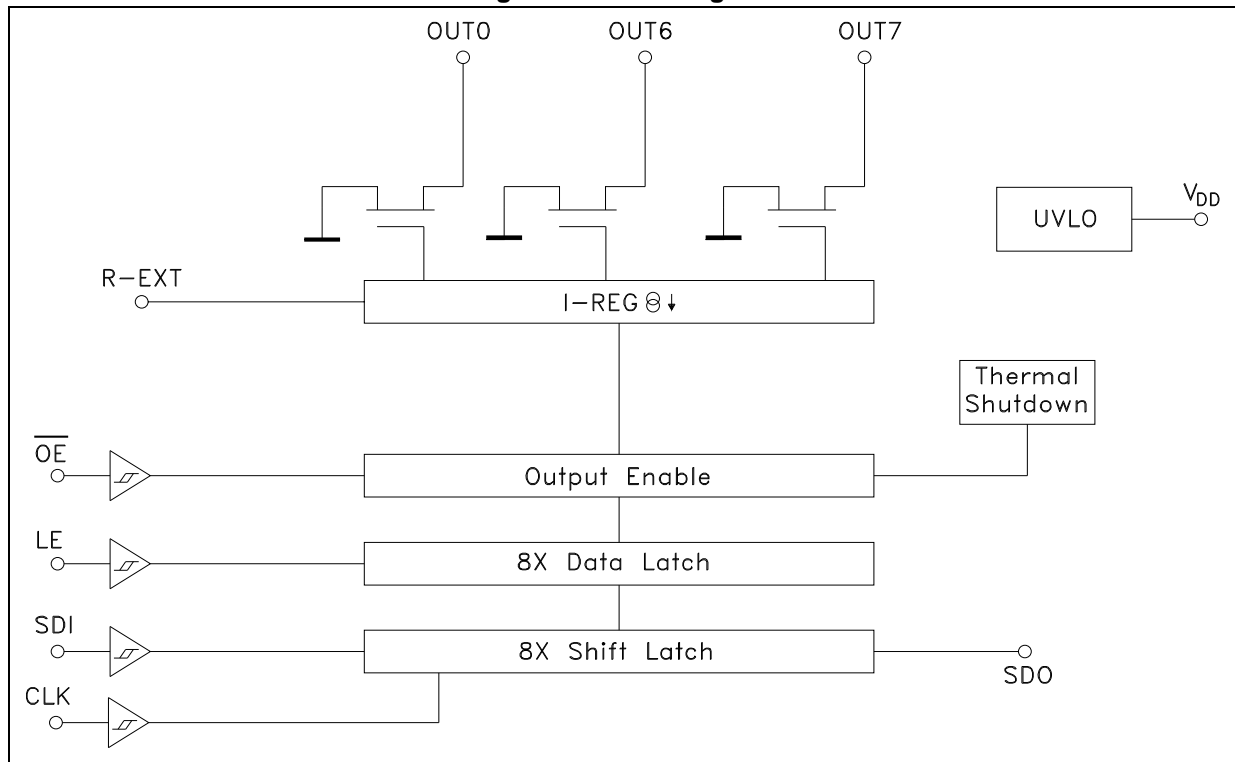 OUT0 OUT6 OUT7
V_DD
UVLO
R-EXT
I-REG
Thermal
Shutdown
OE
Output Enable
LE
8X Data Latch
SDI
8X Shift Latch
SDO
CLK